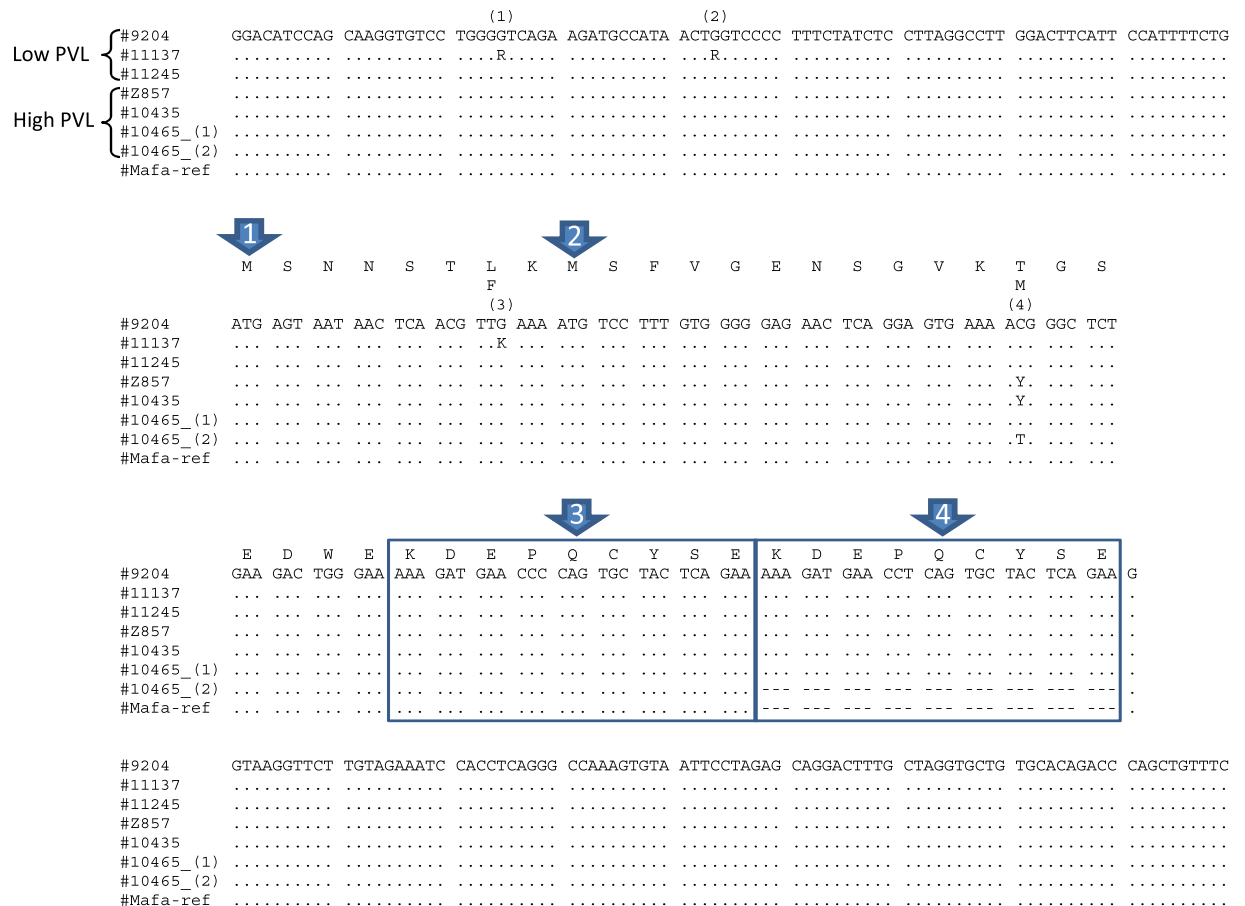 (1) (2)
Low PVL
High PVL
#9204 GGACATCCAG CAAGGTGTCC TGGGGTCAGA AGATGCCATA ACTGGTCCCC TTTCTATCTC CTTAGGCCTT GGACTTCATT CCATTTTCTG
#11137 .......... .......... ....R..... .......... ...R...... .......... .......... .......... ..........
#11245 .......... .......... .......... .......... .......... .......... .......... .......... ..........
#Z857 .......... .......... .......... .......... .......... .......... .......... .......... ..........
#10435 .......... .......... .......... .......... .......... .......... .......... .......... ..........
#10465_(1) .......... .......... .......... .......... .......... .......... .......... .......... ..........
#10465_(2) .......... .......... .......... .......... .......... .......... .......... .......... ..........
#Mafa-ref .......... .......... .......... .......... .......... .......... .......... .......... ..........
1 2
M S N N S T L K M S F V G E N S G V K T G S
F M
(3) (4)
#9204 ATG AGT AAT AAC TCA ACG TTG AAA ATG TCC TTT GTG GGG GAG AAC TCA GGA GTG AAA ACG GGC TCT
#11137 ... ... ... ... ... ... ..K ... ... ... ... ... ... ... ... ... ... ... ... ... ... ...
#11245 ... ... ... ... ... ... ... ... ... ... ... ... ... ... ... ... ... ... ... ... ... ...
#Z857 ... ... ... ... ... ... ... ... ... ... ... ... ... ... ... ... ... ... ... .Y. ... ...
#10435 ... ... ... ... ... ... ... ... ... ... ... ... ... ... ... ... ... ... ... .Y. ... ...
#10465_(1) ... ... ... ... ... ... ... ... ... ... ... ... ... ... ... ... ... ... ... ... ... ...
#10465_(2) ... ... ... ... ... ... ... ... ... ... ... ... ... ... ... ... ... ... ... .T. ... ...
#Mafa-ref ... ... ... ... ... ... ... ... ... ... ... ... ... ... ... ... ... ... ... ... ... ...
3 4
E D W E K D E P Q C Y S E K D E P Q C Y S E
#9204 GAA GAC TGG GAA AAA GAT GAA CCC CAG TGC TAC TCA GAA AAA GAT GAA CCT CAG TGC TAC TCA GAA G
#11137 ... ... ... ... ... ... ... ... ... ... ... ... ... ... ... ... ... ... ... ... ... ... .
#11245 ... ... ... ... ... ... ... ... ... ... ... ... ... ... ... ... ... ... ... ... ... ... .
#Z857 ... ... ... ... ... ... ... ... ... ... ... ... ... ... ... ... ... ... ... ... ... ... .
#10435 ... ... ... ... ... ... ... ... ... ... ... ... ... ... ... ... ... ... ... ... ... ... .
#10465_(1) ... ... ... ... ... ... ... ... ... ... ... ... ... ... ... ... ... ... ... ... ... ... .
#10465_(2) ... ... ... ... ... ... ... ... ... ... ... ... ... --- --- --- --- --- --- --- --- --- .
#Mafa-ref ... ... ... ... ... ... ... ... ... ... ... ... ... --- --- --- --- --- --- --- --- --- .
#9204 GTAAGGTTCT TGTAGAAATC CACCTCAGGG CCAAAGTGTA ATTCCTAGAG CAGGACTTTG CTAGGTGCTG TGCACAGACC CAGCTGTTTC
#11137 .......... .......... .......... .......... .......... .......... .......... .......... ..........
#11245 .......... .......... .......... .......... .......... .......... .......... .......... ..........
#Z857 .......... .......... .......... .......... .......... .......... .......... .......... ..........
#10435 .......... .......... .......... .......... .......... .......... .......... .......... ..........
#10465_(1) .......... .......... .......... .......... .......... .......... .......... .......... ..........
#10465_(2) .......... .......... .......... .......... .......... .......... .......... .......... ..........
#Mafa-ref .......... .......... .......... .......... .......... .......... .......... .......... ..........